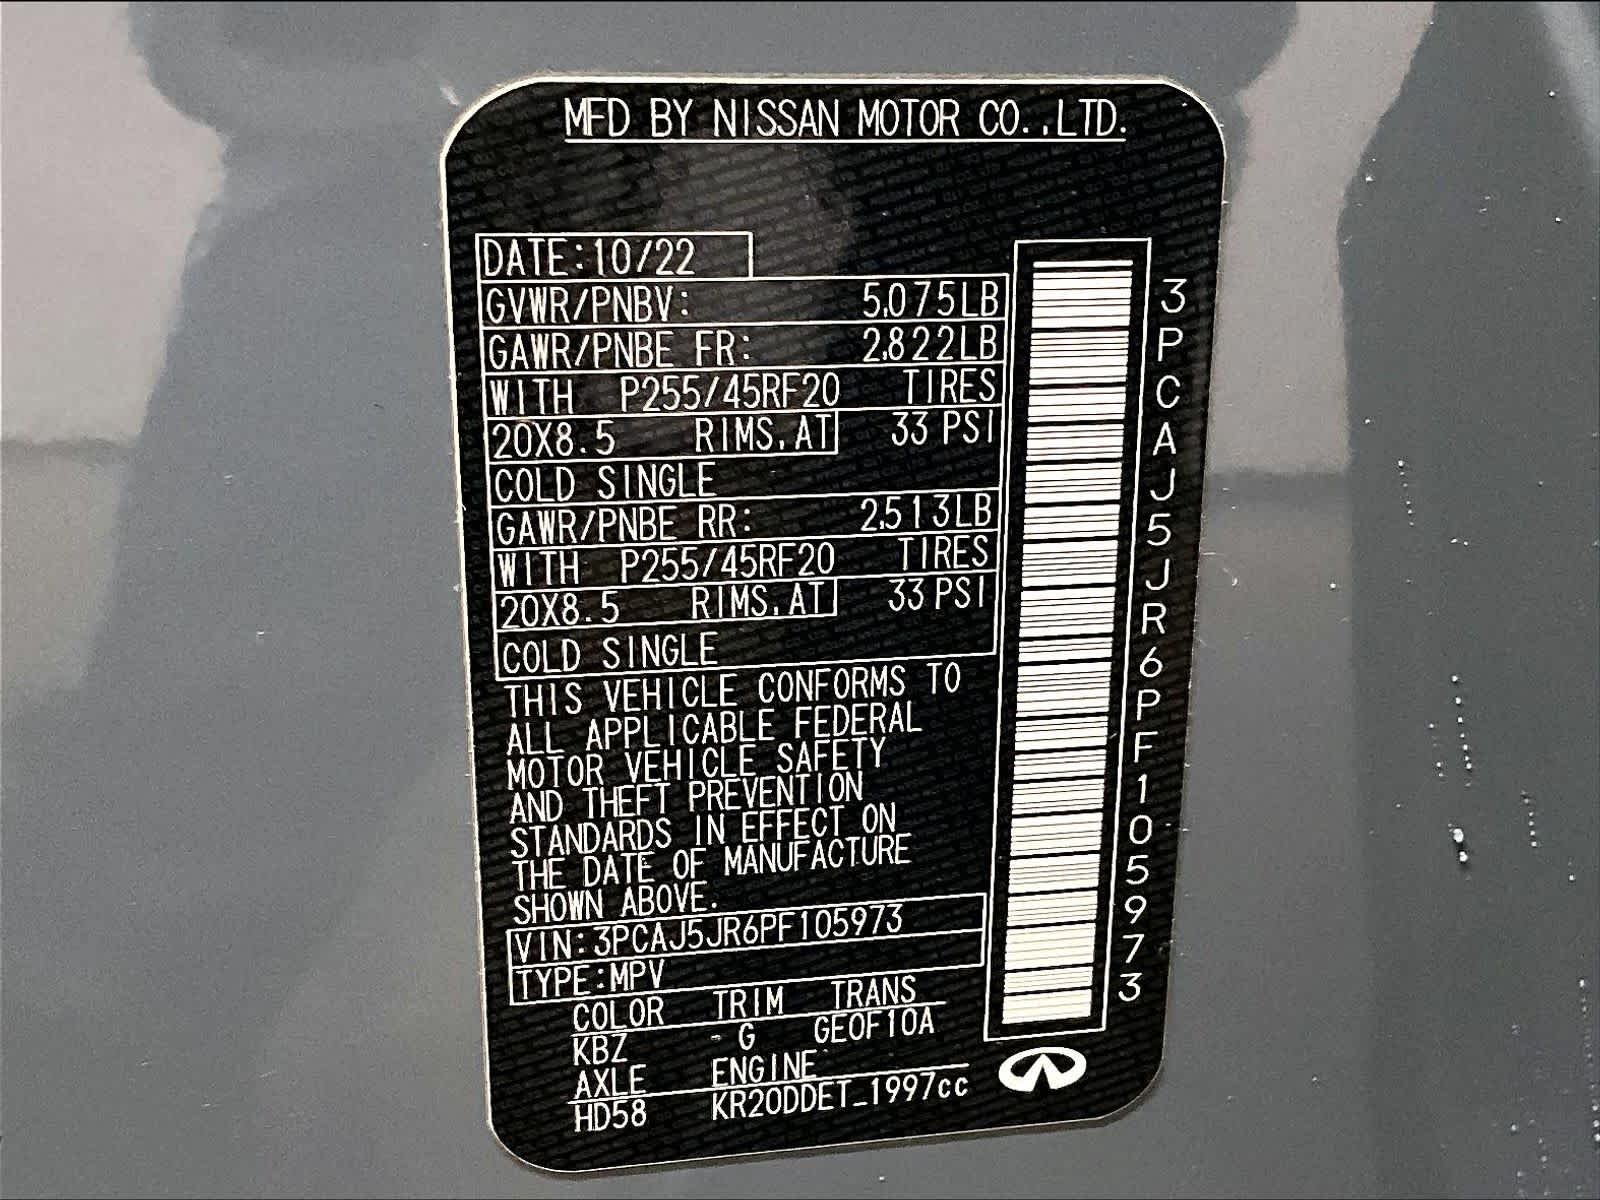 MFD BY NISSAN MOTOR CO.,LTD.
DATE:10/22
GVWR/PNBV: 5,075LB
GAWR/PNBE FR: 2,822LB
WITH P255/45RF20 TIRES
20X8.5 RIMS,AT 33 PSI
COLD SINGLE
GAWR/PNBE RR: 2,513LB
WITH P255/45RF20 TIRES
20X8.5 RIMS,AT 33 PSI
COLD SINGLE
THIS VEHICLE CONFORMS TO
ALL APPLICABLE FEDERAL
MOTOR VEHICLE SAFETY
AND THEFT PREVENTION
STANDARDS IN EFFECT ON
THE DATE OF MANUFACTURE
SHOWN ABOVE.
VIN:3PCAJ5JR6PF105973
TYPE:MPV
COLOR TRIM TRANS
KBZ G GE0F10A
AXLE ENGINE
HD58 KR20DDET_1997cc
3PCAJ5JR6PF105973